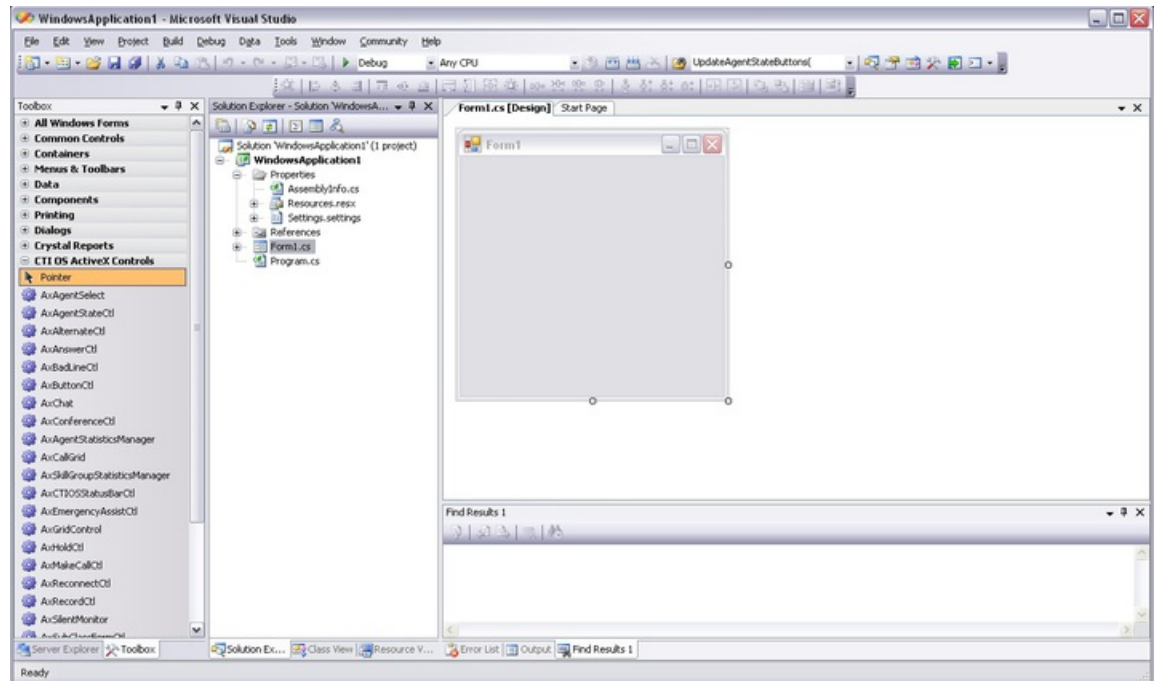 WindowsApplication1 - Microsoft Visual Studio
File Edit View Project Build Debug Data Tools Window Community Help
Debug Any CPU UpdateAgentStateButtons(
Toolbox
All Windows Forms
Common Controls
Containers
Menus & Toolbars
Data
Components
Printing
Dialogs
Crystal Reports
CTI OS ActiveX Controls
Pointer
AxAgentSelect
AxAgentStateCtl
AxAlternateCtl
AxAnswerCtl
AxBadLineCtl
AxButtonCtl
AxChat
AxConferenceCtl
AxAgentStatisticsManager
AxCallGrid
AxSkillGroupStatisticsManager
AxCTIOSStatusBarCtl
AxEmergencyAssistCtl
AxGridControl
AxHoldCtl
AxMakeCallCtl
AxReconnectCtl
AxRecordCtl
AxSilentMonitor
Server Explorer Toolbox
Solution Explorer - Solution 'WindowsA...
Solution 'WindowsApplication1' (1 project)
WindowsApplication1
Properties
AssemblyInfo.cs
Resources.resx
Settings.settings
References
Form1.cs
Program.cs
Solution Ex... Class View Resource V...
Form1.cs [Design] Start Page
Form1
Find Results 1
Error List Output Find Results 1
Ready